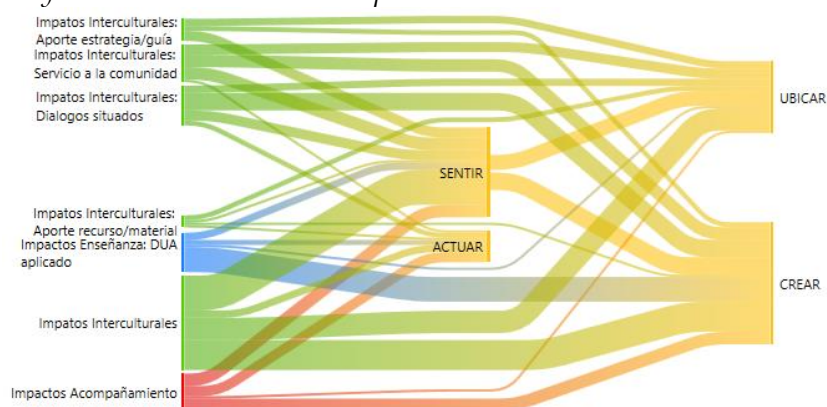 Impatos Interculturales:
Aporte estrategia/guía
Impatos Interculturales:
Servicio a la comunidad
Impatos Interculturales:
Dialogos situados
Impatos Interculturales:
Aporte recurso/material
Impactos Enseñanza: DUA
aplicado
Impatos Interculturales
Impactos Acompañamiento
SENTIR
ACTUAR
UBICAR
CREAR